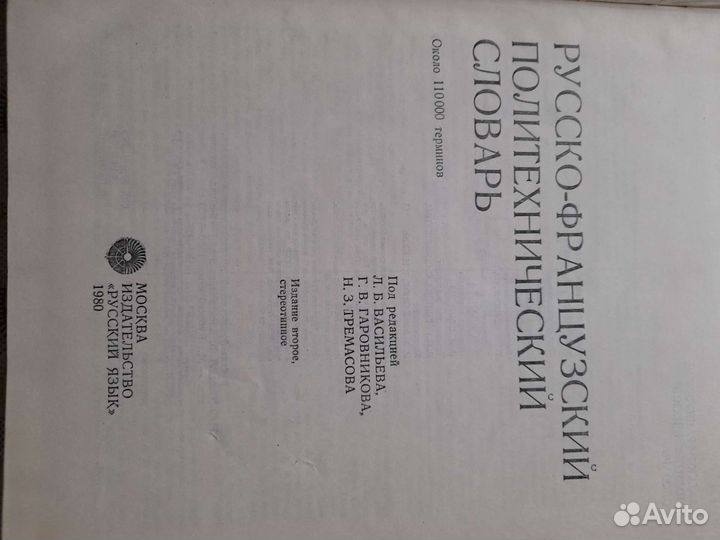 РУССКО-ФРАНЦУЗСКИЙ
ПОЛИТЕХНИЧЕСКИЙ
СЛОВАРЬ
Около 110 000 терминов
Под редакцией
Л. Б. ВАСИЛЬЕВА,
Г. В. ГАРОВНИКОВА,
Н. З. ТРЕМАСОВА
Издание второе,
стереотипное
МОСКВА
ИЗДАТЕЛЬСТВО
«РУССКИЙ ЯЗЫК»
1980
Avito